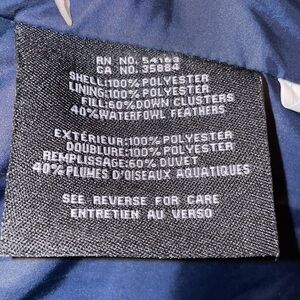 RN NO. 54163
CA NO. 35884
SHELL:100% POLYESTER
LINING:100% POLYESTER
FILL:60% DOWN CLUSTERS
40% WATERFOWL FEATHERS
EXTÉRIEUR:100% POLYESTER
DOUBLURE:100% POLYESTER
REMPLISSAGE:60% DUVET
40% PLUMES D'OISEAUX AQUATIQUES
SEE REVERSE FOR CARE
ENTRETIEN AU VERSO